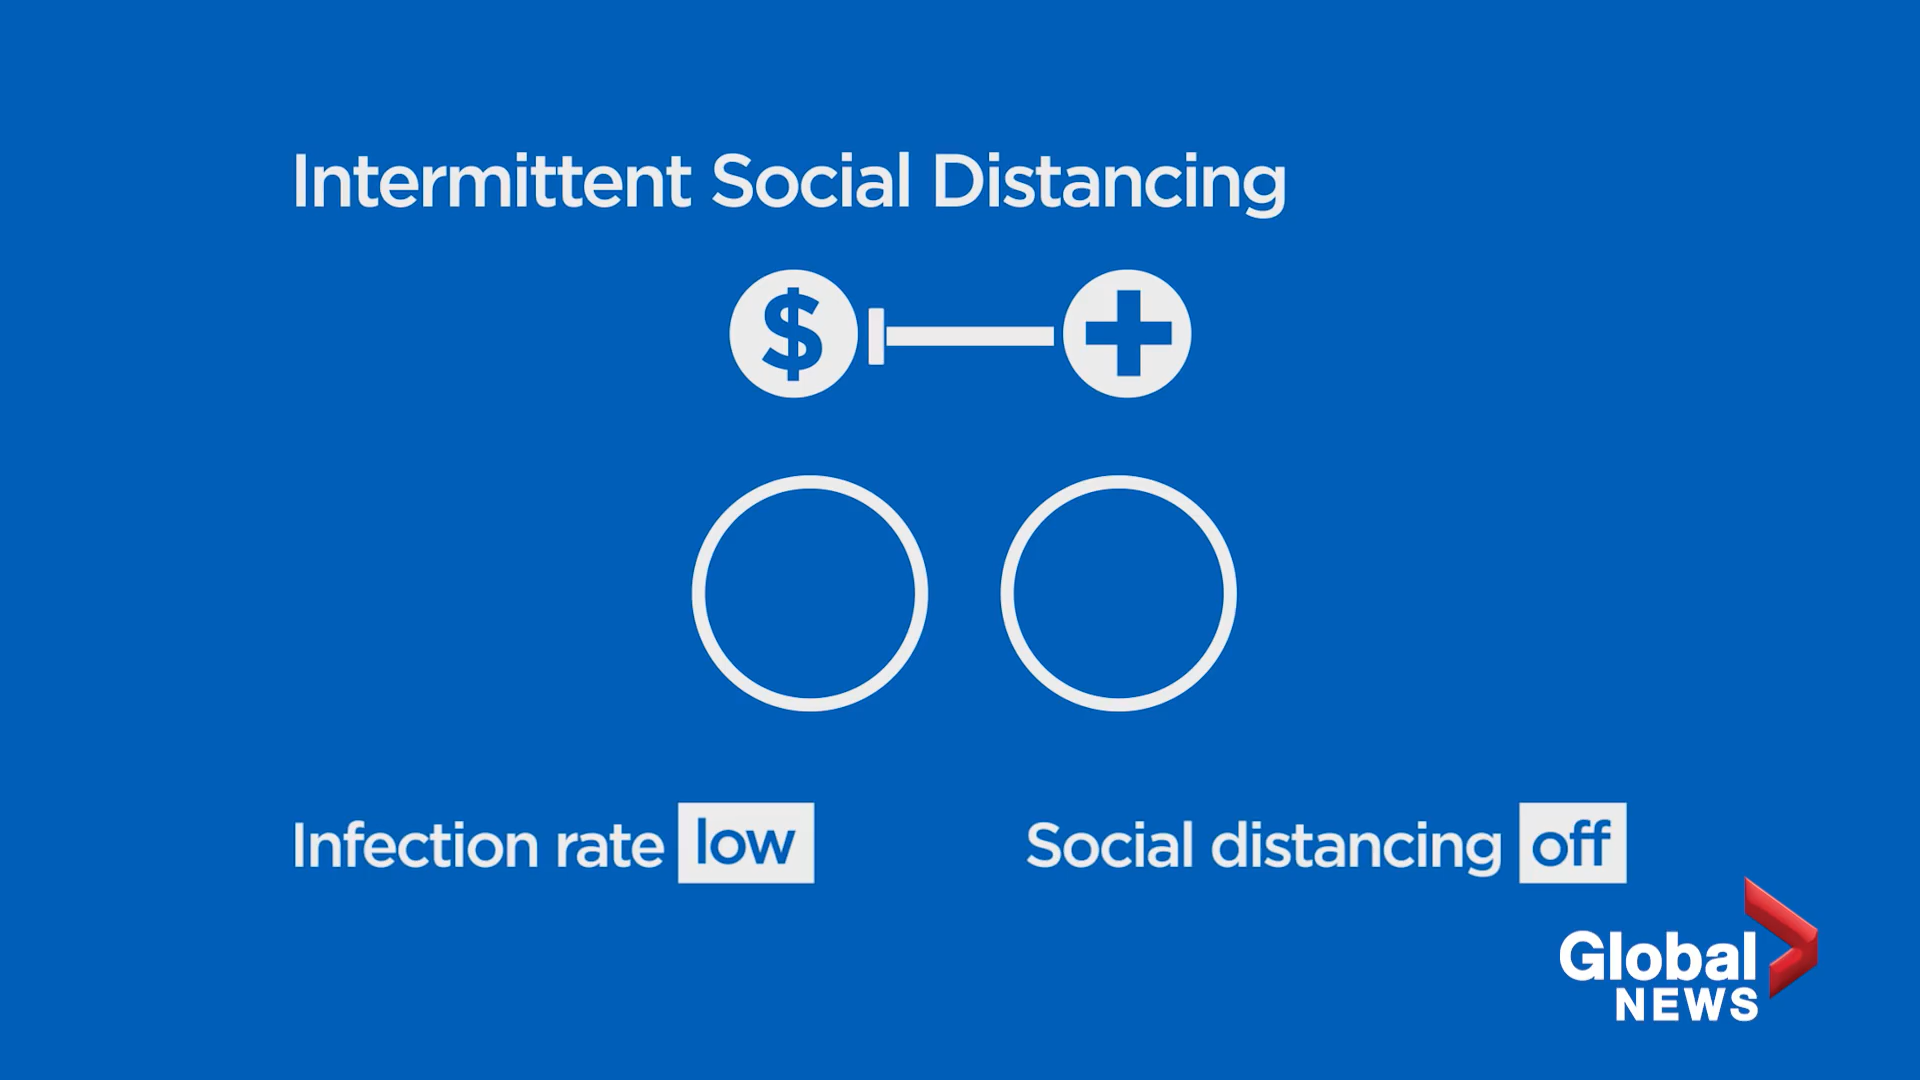 Intermittent Social Distancing
$
Infection rate low
Social distancing off
Global
NEWS